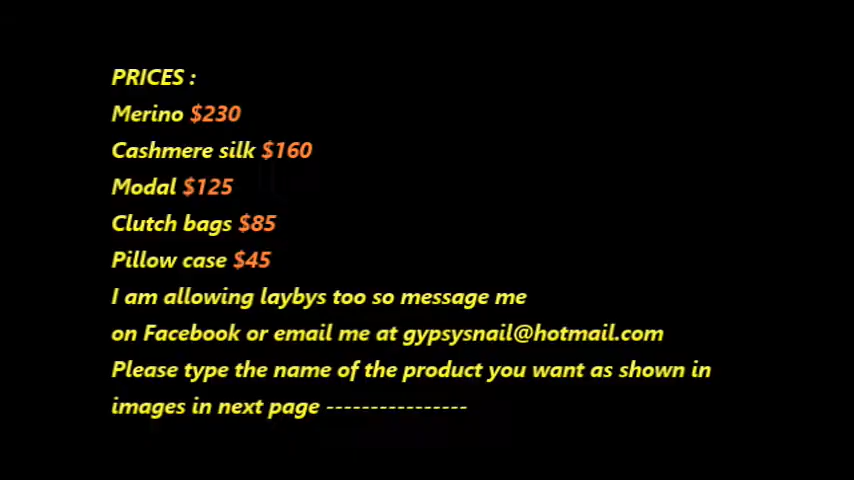 PRICES :
Merino $230
Cashmere silk $160
Modal $125
Clutch bags $85
Pillow case $45
I am allowing laybys too so message me
on Facebook or email me at gypsysnail@hotmail.com
Please type the name of the product you want as shown in
images in next page ----------------